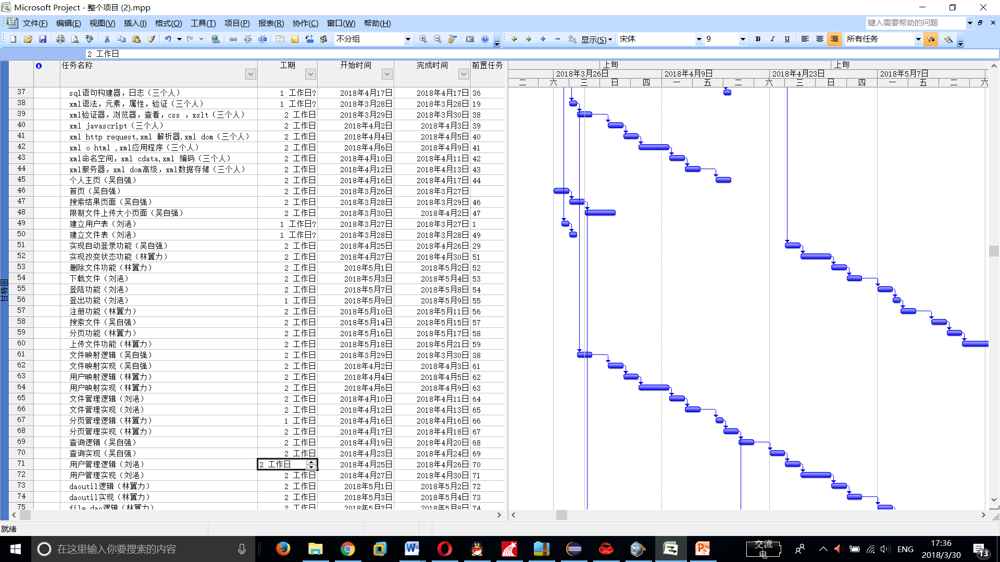 Microsoft Project - 整个项目 (2).mpp
文件(F) 编辑(E) 视图(V) 插入(I) 格式(O) 工具(T) 项目(P) 报表(R) 协作(C) 窗口(W) 帮助(H) 键入需要帮助的问题
不分组 显示(S) 宋体 9 B I U 所有任务
2 工作日
任务名称 工期 开始时间 完成时间 前置任务 上旬 上旬
2018年3月26日 2018年4月9日 2018年4月23日 2018年5月7日
二 六 三 日 四 一 五 二 六 三 日 四 一 五 二 六
37 sql语句构建器，日志（三个人） 1 工作日? 2018年4月17日 2018年4月17日 36
38 xml语法，元素，属性，验证（三个人） 1 工作日? 2018年3月28日 2018年3月28日 19
39 xml验证器，浏览器，查看，css ，xslt（三个人） 2 工作日 2018年3月29日 2018年3月30日 38
40 xml javascript（三个人） 2 工作日 2018年4月2日 2018年4月3日 39
41 xml http request,xml 解析器,xml dom（三个人） 2 工作日 2018年4月4日 2018年4月5日 40
42 xml o html ,xml应用程序（三个人） 2 工作日 2018年4月6日 2018年4月9日 41
43 xml命名空间，xml cdata,xml 编码（三个人） 2 工作日 2018年4月10日 2018年4月11日 42
44 xml服务器，xml dom高级，xml数据存储（三个人） 2 工作日 2018年4月12日 2018年4月13日 43
45 个人主页（吴自强） 2 工作日 2018年4月16日 2018年4月17日 44
46 首页（吴自强） 2 工作日 2018年3月26日 2018年3月27日
47 搜索结果页面（吴自强） 2 工作日 2018年3月28日 2018年3月29日 46
48 限制文件上传大小页面（吴自强） 2 工作日 2018年3月30日 2018年4月2日 47
49 建立用户表（刘浥） 1 工作日? 2018年3月27日 2018年3月27日 1
50 建立文件表（刘浥） 1 工作日? 2018年3月28日 2018年3月28日 49
51 实现自动登录功能（吴自强） 2 工作日 2018年4月25日 2018年4月26日 29
52 实现改变状态功能（林翼力） 2 工作日 2018年4月27日 2018年4月30日 51
53 删除文件功能（林翼力） 2 工作日 2018年5月1日 2018年5月2日 52
54 下载文件（刘浥） 2 工作日 2018年5月3日 2018年5月4日 53
55 登陆功能（刘浥） 2 工作日 2018年5月7日 2018年5月8日 54
56 登出功能（刘浥） 1 工作日 2018年5月9日 2018年5月9日 55
57 注册功能（林翼力） 2 工作日 2018年5月10日 2018年5月11日 56
58 搜索文件（吴自强） 2 工作日 2018年5月14日 2018年5月15日 57
59 分页功能（林翼力） 2 工作日 2018年5月16日 2018年5月17日 58
60 上传文件功能（林翼力） 2 工作日 2018年5月18日 2018年5月21日 59
61 文件映射逻辑（吴自强） 2 工作日 2018年3月29日 2018年3月30日 38
62 文件映射实现（吴自强） 2 工作日 2018年4月2日 2018年4月3日 61
63 用户映射逻辑（林翼力） 2 工作日 2018年4月4日 2018年4月5日 62
64 用户映射实现（林翼力） 2 工作日 2018年4月6日 2018年4月9日 63
65 文件管理逻辑（刘浥） 2 工作日 2018年4月10日 2018年4月11日 64
66 文件管理实现（刘浥） 2 工作日 2018年4月12日 2018年4月13日 65
67 分页管理逻辑（林翼力） 1 工作日 2018年4月16日 2018年4月16日 66
68 分页管理实现（林翼力） 2 工作日 2018年4月17日 2018年4月18日 67
69 查询逻辑（吴自强） 2 工作日 2018年4月19日 2018年4月20日 68
70 查询实现（吴自强） 2 工作日 2018年4月23日 2018年4月24日 69
71 用户管理逻辑（刘浥） 2 工作日 2018年4月25日 2018年4月26日 70
72 用户管理实现（刘浥） 2 工作日 2018年4月27日 2018年4月30日 71
73 daoutil逻辑（林翼力） 2 工作日 2018年5月1日 2018年5月2日 72
74 daoutil实现（林翼力） 2 工作日 2018年5月3日 2018年5月4日 73
75 file dao逻辑（林翼力） 2 工作日 2018年5月7日 2018年5月8日 74
甘特图
就绪
在这里输入你要搜索的内容 交流电 ENG 17:36 2018/3/30 13